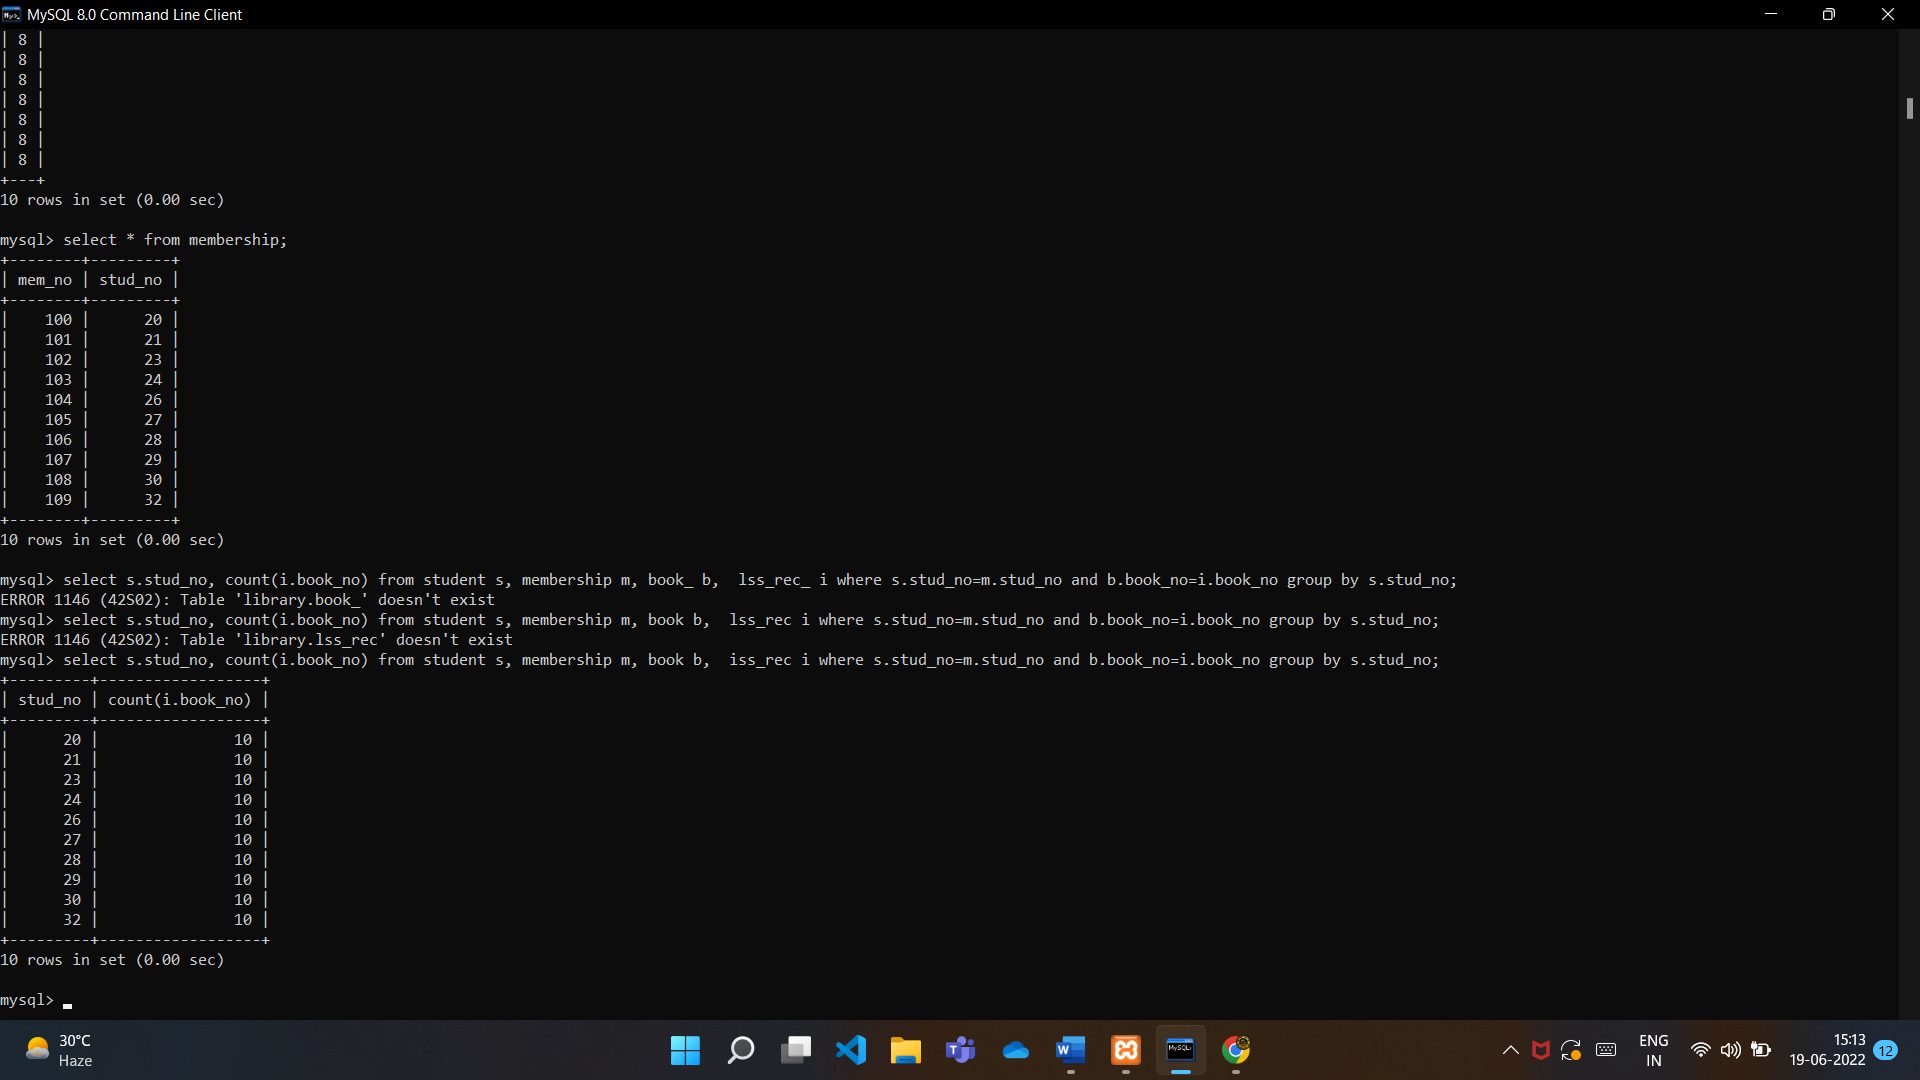 MySQL 8.0 Command Line Client
| 8 |
| 8 |
| 8 |
| 8 |
| 8 |
| 8 |
| 8 |
+---+
10 rows in set (0.00 sec)
mysql> select * from membership;
+--------+---------+
| mem_no | stud_no |
+--------+---------+
|    100 |      20 |
|    101 |      21 |
|    102 |      23 |
|    103 |      24 |
|    104 |      26 |
|    105 |      27 |
|    106 |      28 |
|    107 |      29 |
|    108 |      30 |
|    109 |      32 |
+--------+---------+
10 rows in set (0.00 sec)
mysql> select s.stud_no, count(i.book_no) from student s, membership m, book_ b,  lss_rec_ i where s.stud_no=m.stud_no and b.book_no=i.book_no group by s.stud_no;
ERROR 1146 (42S02): Table 'library.book_' doesn't exist
mysql> select s.stud_no, count(i.book_no) from student s, membership m, book b,  lss_rec i where s.stud_no=m.stud_no and b.book_no=i.book_no group by s.stud_no;
ERROR 1146 (42S02): Table 'library.lss_rec' doesn't exist
mysql> select s.stud_no, count(i.book_no) from student s, membership m, book b,  iss_rec i where s.stud_no=m.stud_no and b.book_no=i.book_no group by s.stud_no;
+---------+------------------+
| stud_no | count(i.book_no) |
+---------+------------------+
|      20 |               10 |
|      21 |               10 |
|      23 |               10 |
|      24 |               10 |
|      26 |               10 |
|      27 |               10 |
|      28 |               10 |
|      29 |               10 |
|      30 |               10 |
|      32 |               10 |
+---------+------------------+
10 rows in set (0.00 sec)
mysql>
30°C
Haze
ENG
IN
15:13
19-06-2022
12